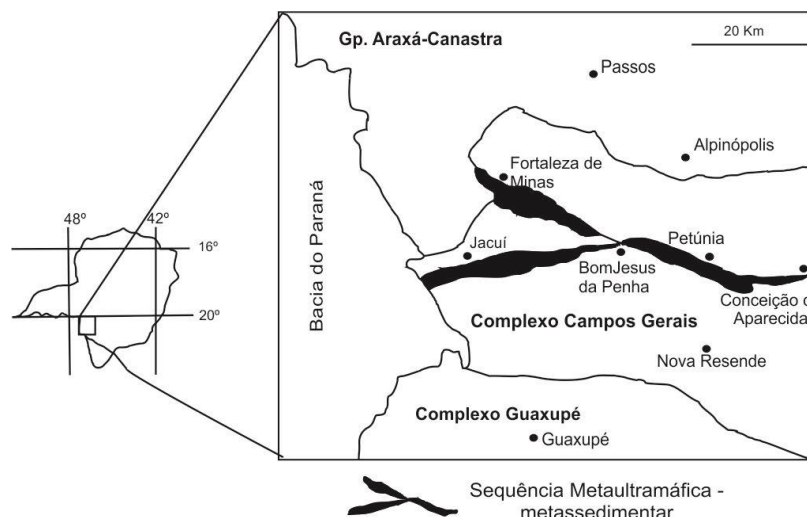 Gp. Araxá-Canastra
20 Km
Passos
Alpinópolis
Fortaleza de
Minas
Bacia do Paraná
Jacuí
Petúnia
BomJesus
da Penha
Conceição
Aparecida
Complexo Campos Gerais
Nova Resende
Complexo Guaxupé
Guaxupé
48º
42º
16º
20º
Sequência Metaultramáfica -
metassedimentar